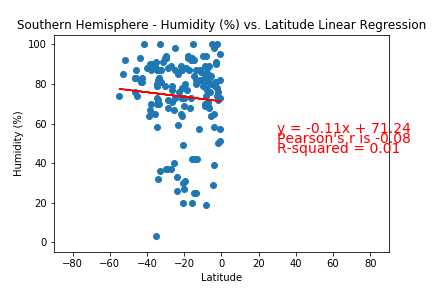 Southern Hemisphere - Humidity (%) vs. Latitude Linear Regression
100
80
60
40
20
0
Humidity (%)
y = -0.11x + 71.24
Pearson's r is -0.08
R-squared = 0.01
−80 −60 −40 −20 0 20 40 60 80
Latitude